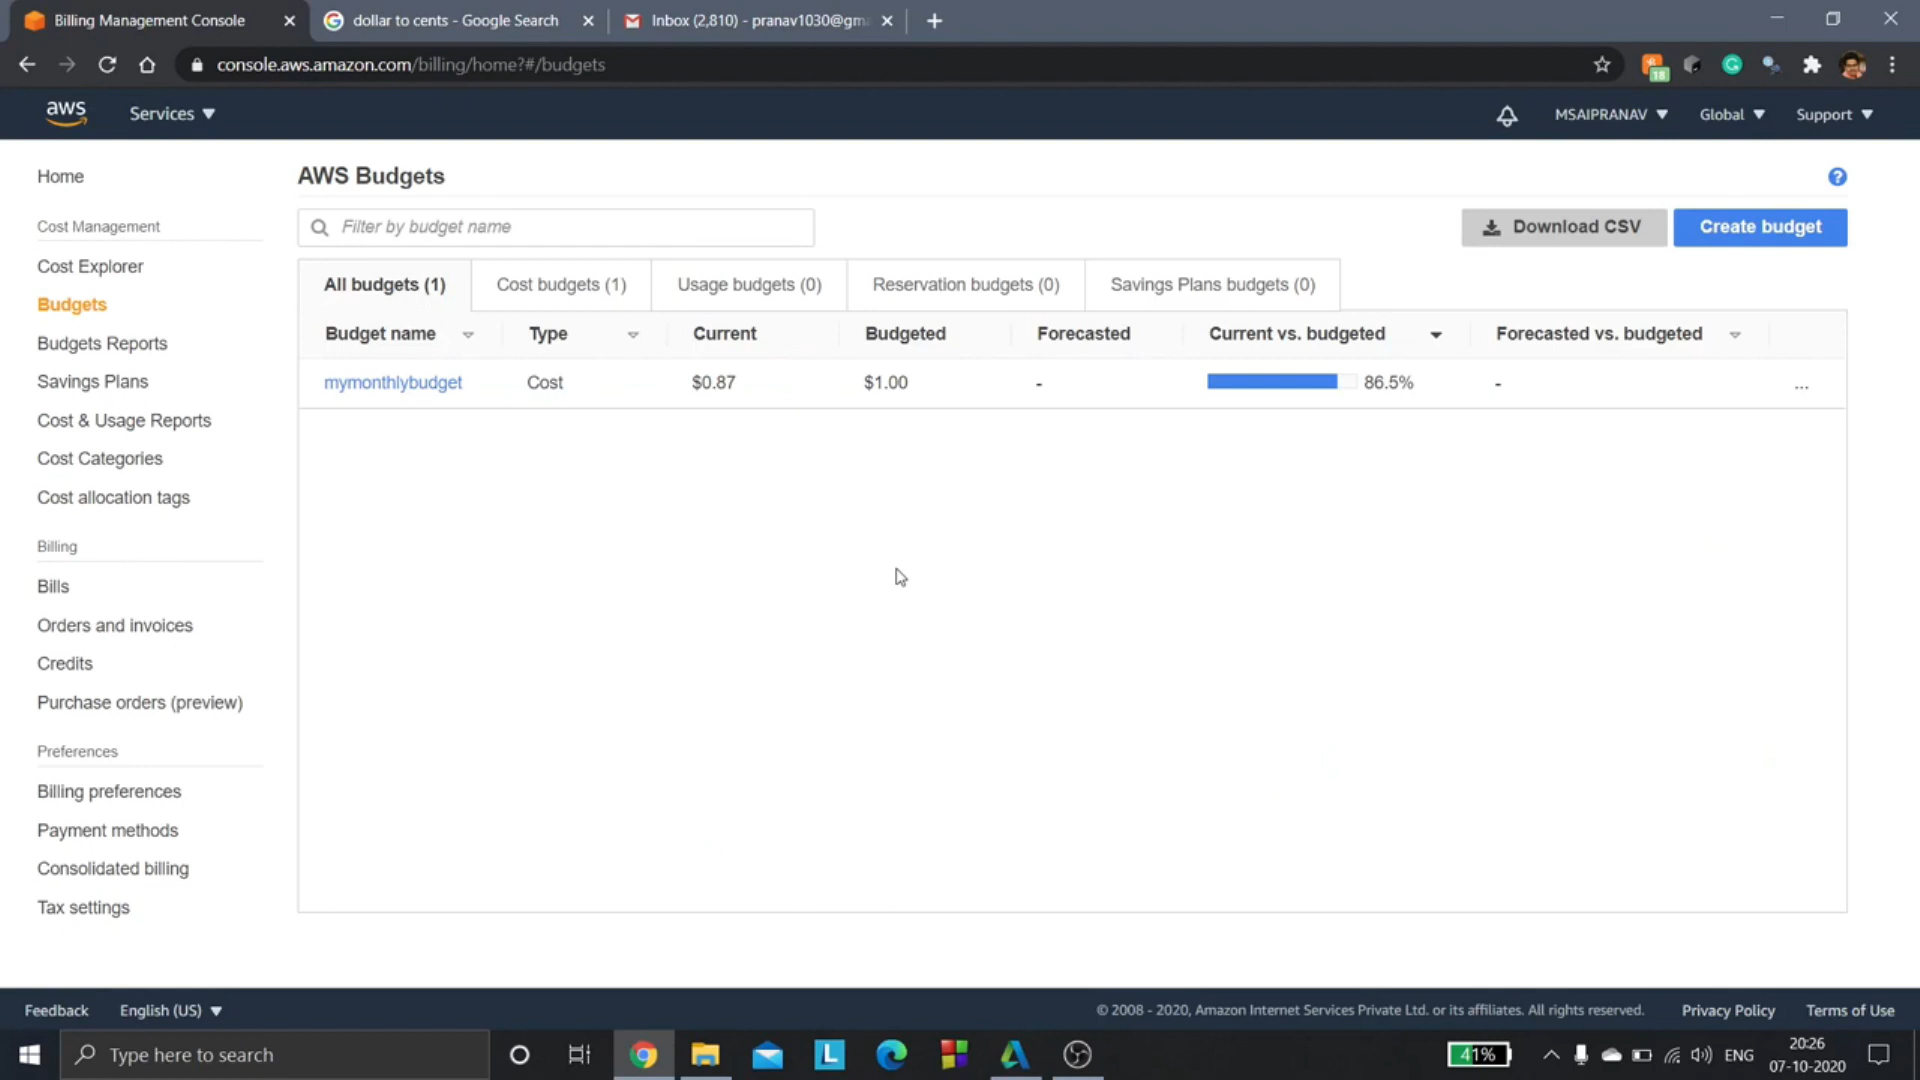 Billing Management Console
dollar to cents - Google Search
Inbox (2,810) - pranav1030@gm
console.aws.amazon.com/billing/home?#/budgets
18
aws
Services
MSAIPRANAV
Global
Support
Home
Cost Management
Cost Explorer
Budgets
Budgets Reports
Savings Plans
Cost & Usage Reports
Cost Categories
Cost allocation tags
Billing
Bills
Orders and invoices
Credits
Purchase orders (preview)
Preferences
Billing preferences
Payment methods
Consolidated billing
Tax settings
AWS Budgets
?
Filter by budget name
Download CSV
Create budget
All budgets (1) Cost budgets (1) Usage budgets (0) Reservation budgets (0) Savings Plans budgets (0)
Budget name Type Current Budgeted Forecasted Current vs. budgeted Forecasted vs. budgeted
mymonthlybudget Cost $0.87 $1.00 - 86.5% - ...
Feedback English (US)
© 2008 - 2020, Amazon Internet Services Private Ltd. or its affiliates. All rights reserved. Privacy Policy Terms of Use
Type here to search
L
41%
ENG
20:26
07-10-2020